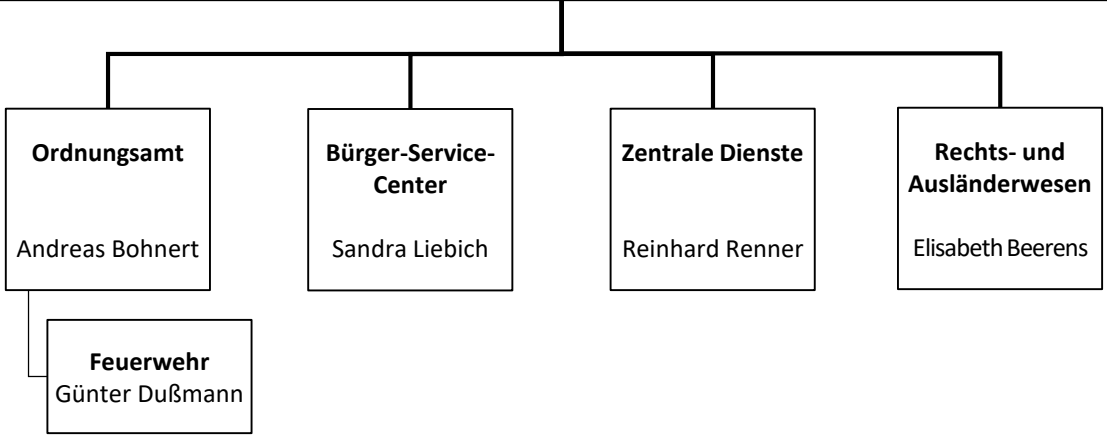 Ordnungsamt
Andreas Bohnert
Bürger-Service-
Center
Sandra Liebich
Zentrale Dienste
Reinhard Renner
Rechts- und
Ausländerwesen
Elisabeth Beerens
Feuerwehr
Günter Dußmann